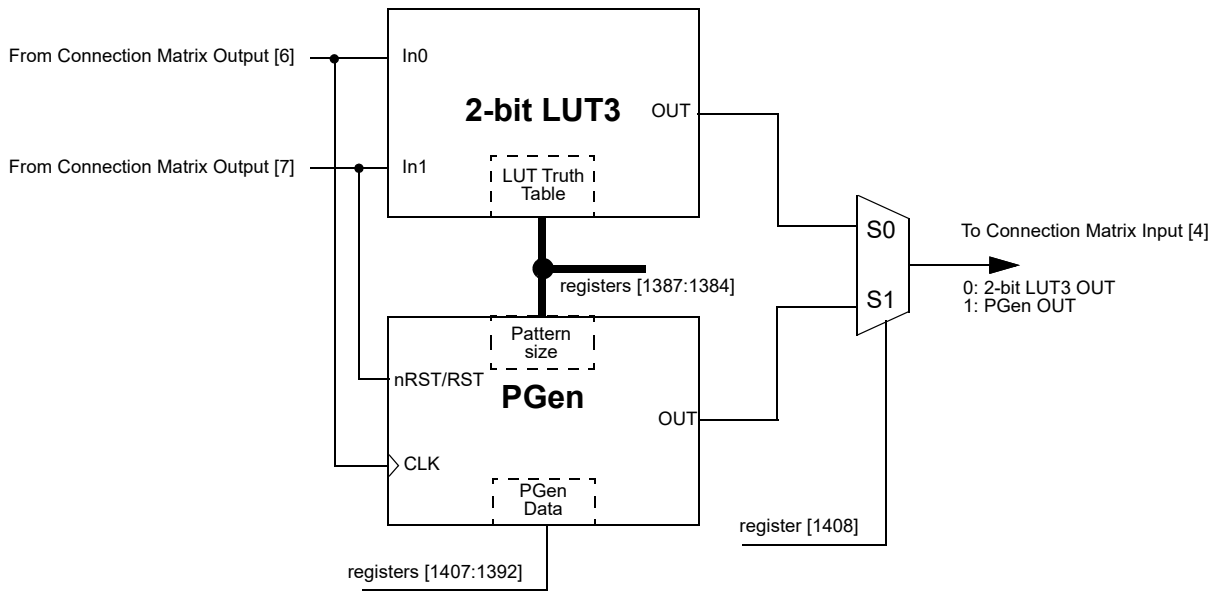 From Connection Matrix Output [6]
In0
2-bit LUT3
OUT
From Connection Matrix Output [7]
In1
LUT Truth
Table
S0
To Connection Matrix Input [4]
0: 2-bit LUT3 OUT
1: PGen OUT
S1
registers [1387:1384]
Pattern
size
nRST/RST
PGen
OUT
CLK
PGen
Data
register [1408]
registers [1407:1392]